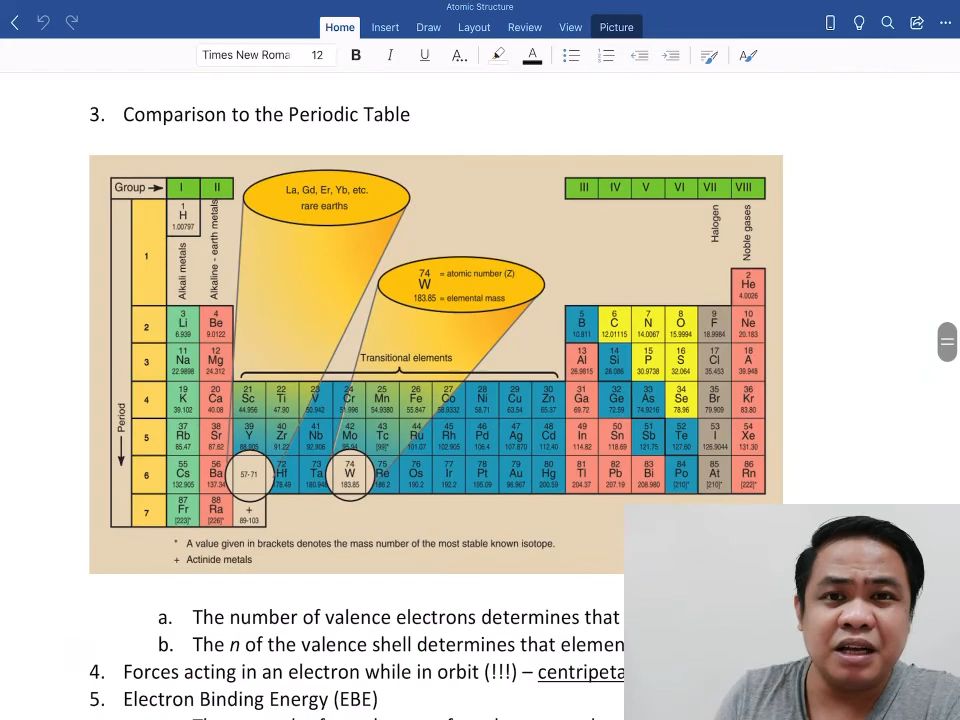 Atomic Structure
Home Insert Draw Layout Review View Picture
Times New Roma 12 B I U A
3. Comparison to the Periodic Table
Group I II III IV V VI VII VIII
La, Gd, Er, Yb, etc.
rare earths
Alkali metals
Alkaline - earth metals
Halogen
Noble gases
74 = atomic number (Z)
W
183.85 = elemental mass
Transitional elements
Period
1
1 2
H He
1.00797 4.0026
2
3 4 5 6 7 8 9 10
Li Be B C N O F Ne
6.939 9.0122 10.811 12.01115 14.0067 15.9994 18.9984 20.183
3
11 12 13 14 15 16 17 18
Na Mg Al Si P S Cl A
22.9898 24.312 26.9815 28.086 30.9738 32.064 35.453 39.948
4
19 20 21 22 23 24 25 26 27 28 29 30 31 32 33 34 35 36
K Ca Sc Ti V Cr Mn Fe Co Ni Cu Zn Ga Ge As Se Br Kr
39.102 40.08 44.956 47.90 50.942 51.996 54.9380 55.847 58.9332 58.71 63.54 65.37 69.72 72.59 74.9216 78.96 79.909 83.80
5
37 38 39 40 41 42 43 44 45 46 47 48 49 50 51 52 53 54
Rb Sr Y Zr Nb Mo Tc Ru Rh Pd Ag Cd In Sn Sb Te I Xe
85.47 87.62 88.905 91.22 92.906 95.94 [99]* 101.07 102.905 106.4 107.870 112.40 114.82 118.69 121.75 127.60 126.9044 131.30
6
55 56 57-71 72 73 74 75 76 77 78 79 80 81 82 83 84 85 86
Cs Ba Hf Ta W Re Os Ir Pt Au Hg Tl Pb Bi Po At Rn
132.905 137.34 178.49 180.948 183.85 186.2 190.2 192.2 195.09 200.59 204.37 207.19 208.980 [210]* [210]* [222]*
7
87 88 +
Fr Ra 89-103
[223]* [226]*
* A value given in brackets denotes the mass number of the most stable known isotope.
+ Actinide metals
a. The number of valence electrons determines that
b. The n of the valence shell determines that
4. Forces acting in an electron while in orbit (!!!) –
5. Electron Binding Energy (EBE)